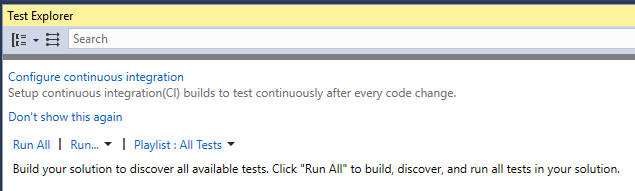 Test Explorer
Search
Configure continuous integration
Setup continuous integration(CI) builds to test continuously after every code change.
Don't show this again
Run All | Run... | Playlist : All Tests
Build your solution to discover all available tests. Click "Run All" to build, discover, and run all tests in your solution.